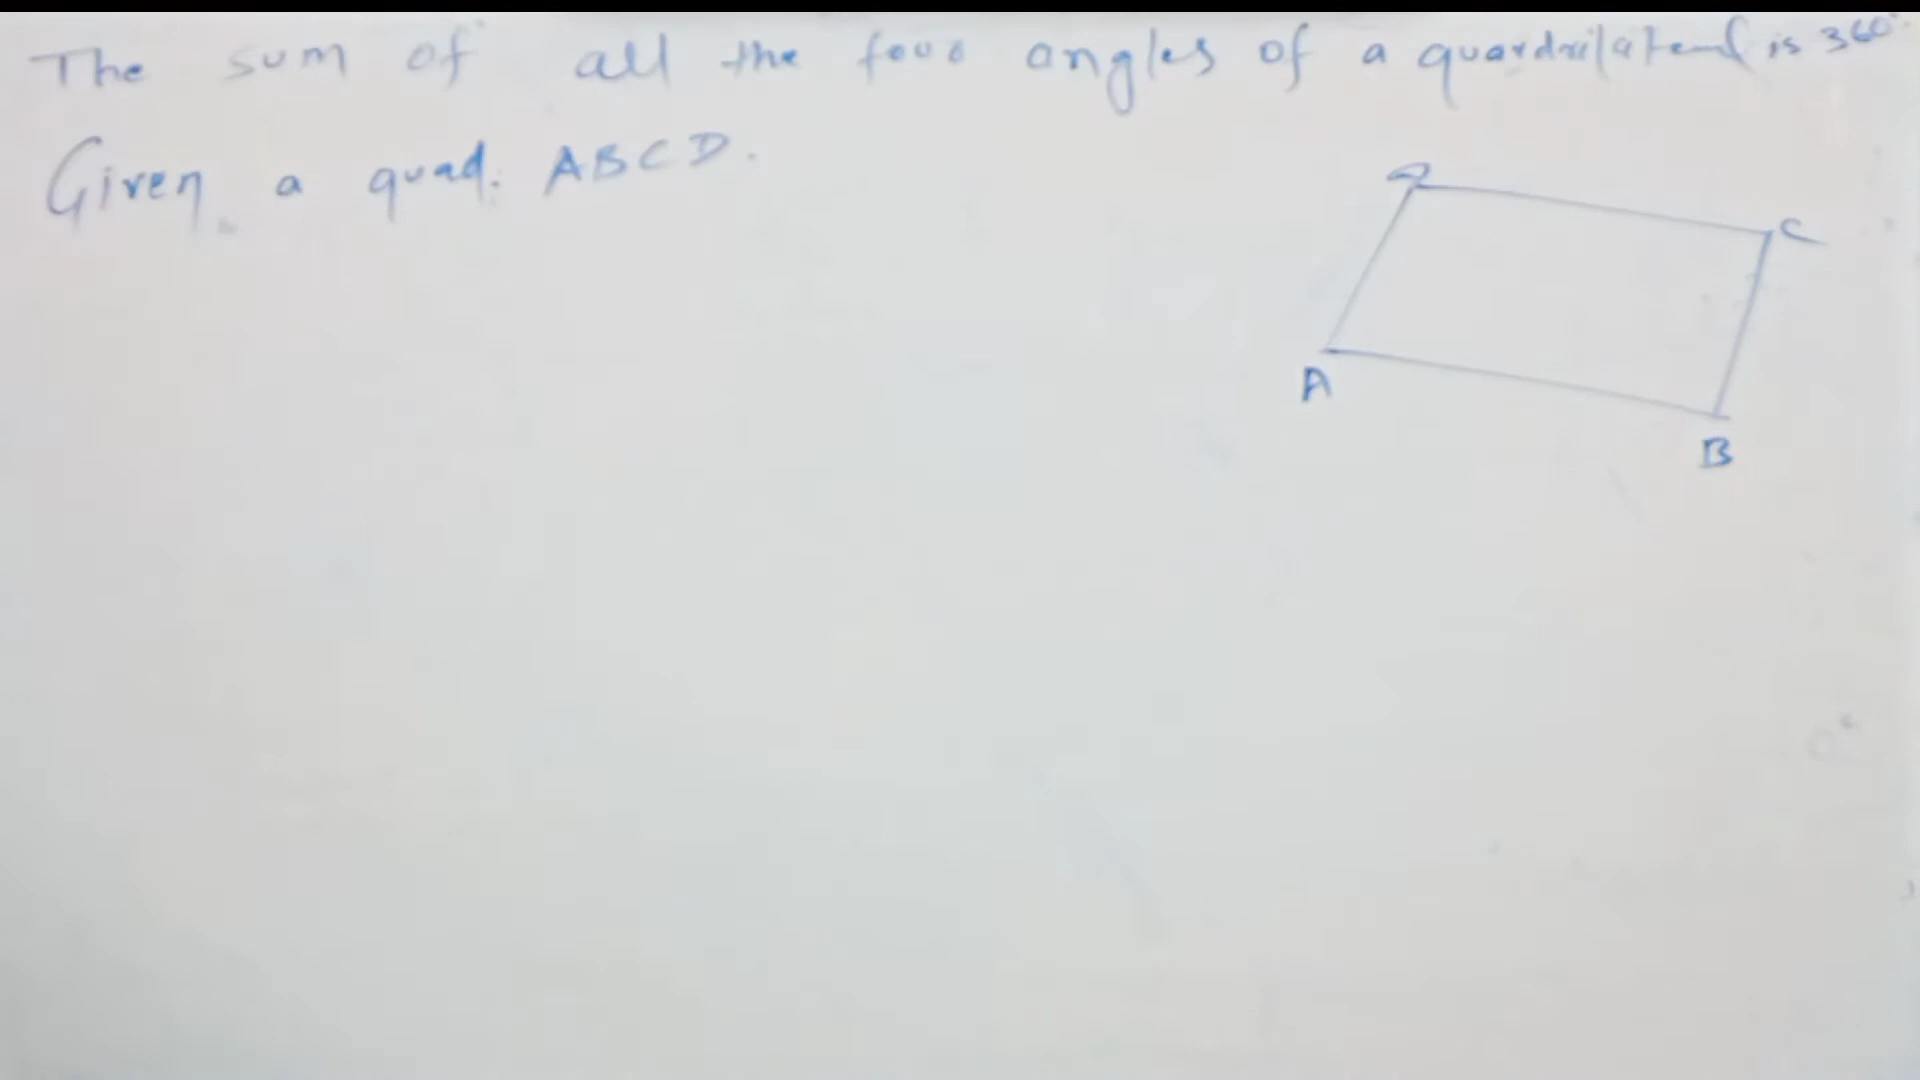 The sum of all the four angles of a quardrilateral is 360°
Given a quad. ABCD.
C
A
B